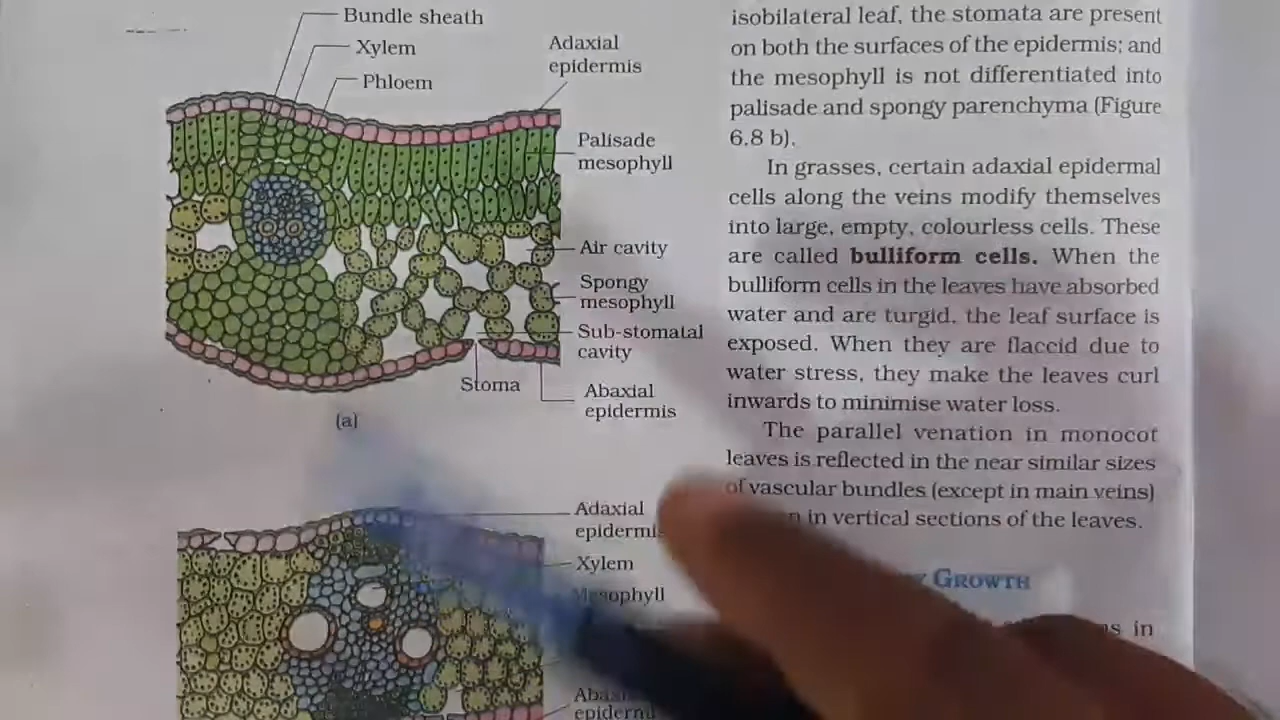 Bundle sheath
Xylem
Phloem
Adaxial
epidermis
Palisade
mesophyll
Air cavity
Spongy
mesophyll
Sub-stomatal
cavity
Stoma
Abaxial
epidermis
(a)
Adaxial
epidermis
Xylem
Mesophyll
isobilateral leaf, the stomata are present
on both the surfaces of the epidermis; and
the mesophyll is not differentiated into
palisade and spongy parenchyma (Figure
6.8 b).
In grasses, certain adaxial epidermal
cells along the veins modify themselves
into large, empty, colourless cells. These
are called bulliform cells. When the
bulliform cells in the leaves have absorbed
water and are turgid, the leaf surface is
exposed. When they are flaccid due to
water stress, they make the leaves curl
inwards to minimise water loss.
The parallel venation in monocot
leaves is reflected in the near similar sizes
of vascular bundles (except in main veins)
in vertical sections of the leaves.
GROWTH
in